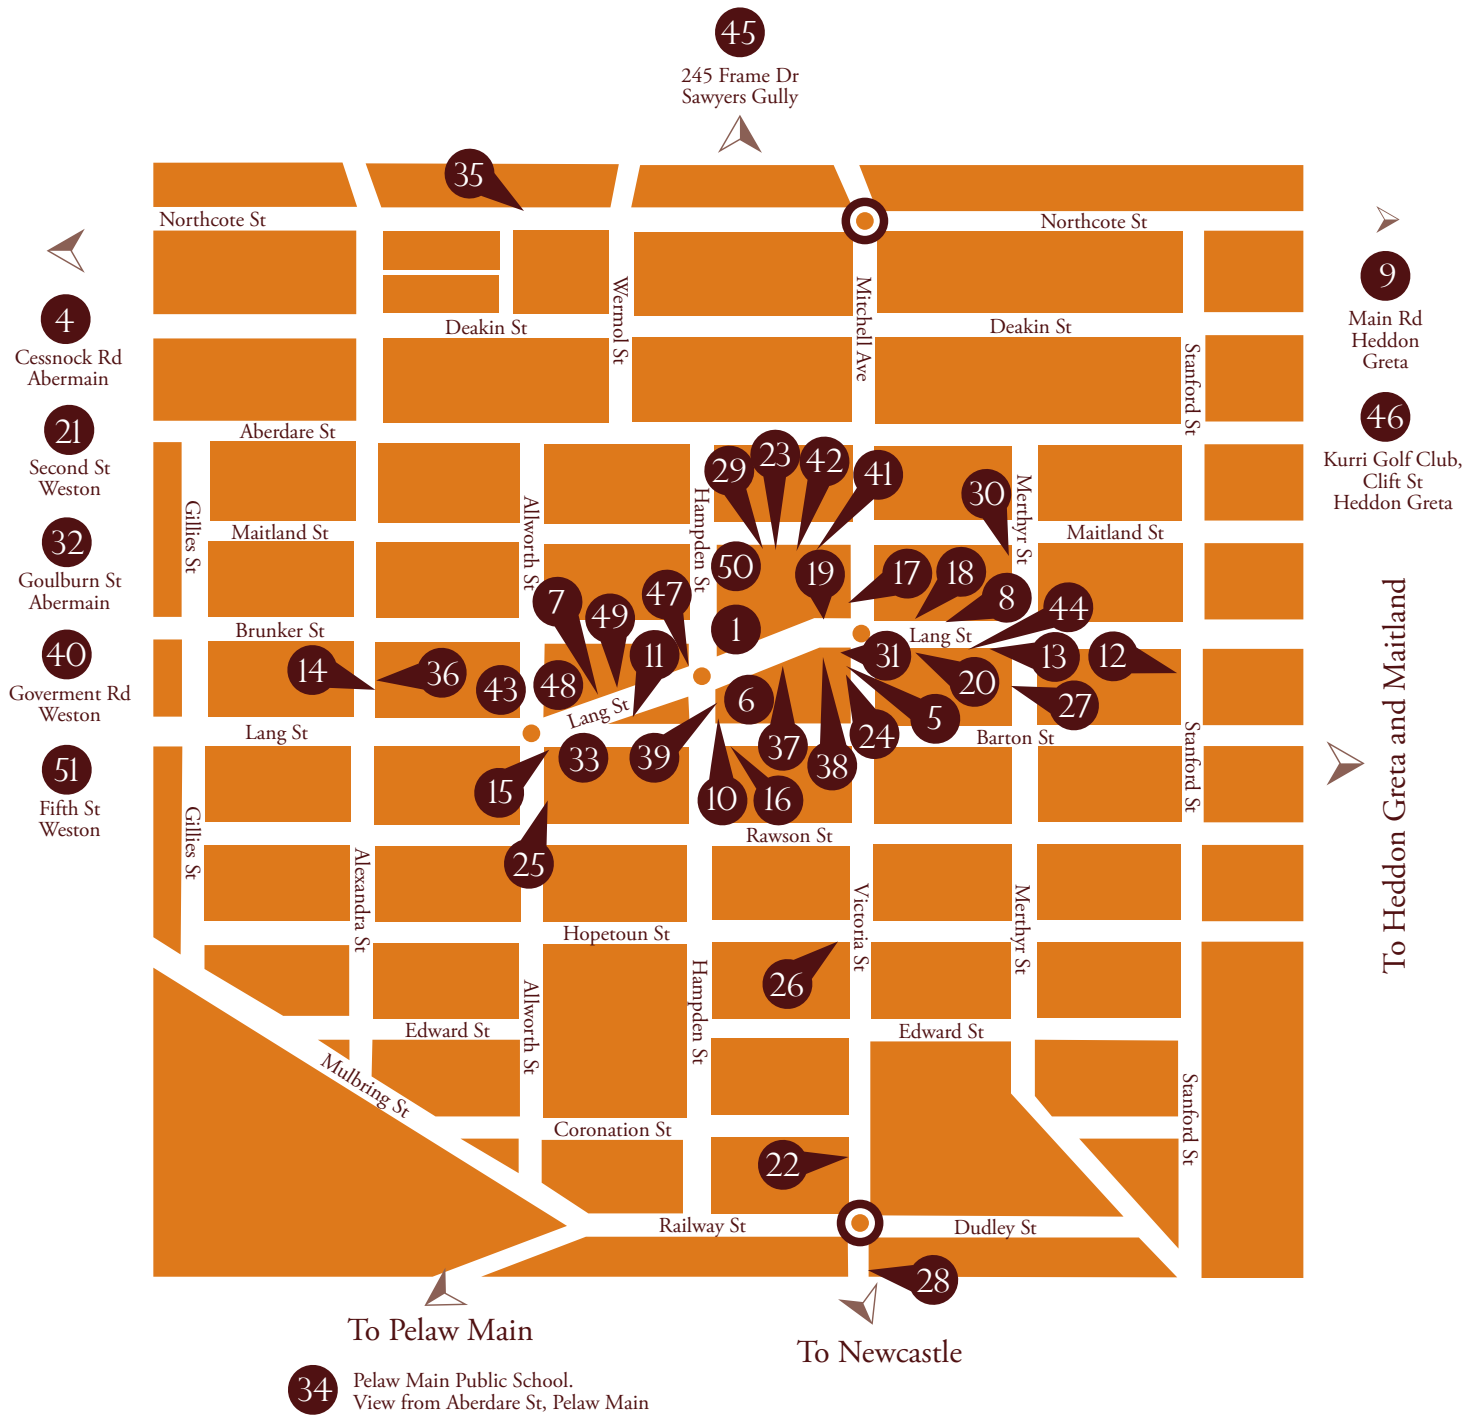 45
245 Frame Dr
Sawyers Gully
35
Northcote St
Northcote St
4
Cessnock Rd
Abermain
21
Second St
Weston
32
Goulburn St
Abermain
40
Goverment Rd
Weston
51
Fifth St
Weston
9
Main Rd
Heddon
Greta
46
Kurri Golf Club,
Clift St
Heddon Greta
Wermol St
Mitchell Ave
Deakin St
Deakin St
Stanford St
Aberdare St
29
23
42
41
30
Gillies St
Maitland St
Allworth St
Hampden St
Merthyr St
Maitland St
50
19
17
18
8
44
7
49
47
1
Brunker St
Lang St
14
36
43
48
11
31
20
13
12
Lang St
Lang St
6
5
27
Barton St
33
39
37
38
24
Stanford St
15
10
16
Gillies St
Rawson St
25
Alexandra St
Victoria St
Merthyr St
Hopetoun St
26
Allworth St
Hampden St
Edward St
Edward St
Mulbring St
Stanford St
Coronation St
22
Railway St
Dudley St
28
To Heddon Greta and Maitland
To Pelaw Main
To Newcastle
34
Pelaw Main Public School.
View from Aberdare St, Pelaw Main